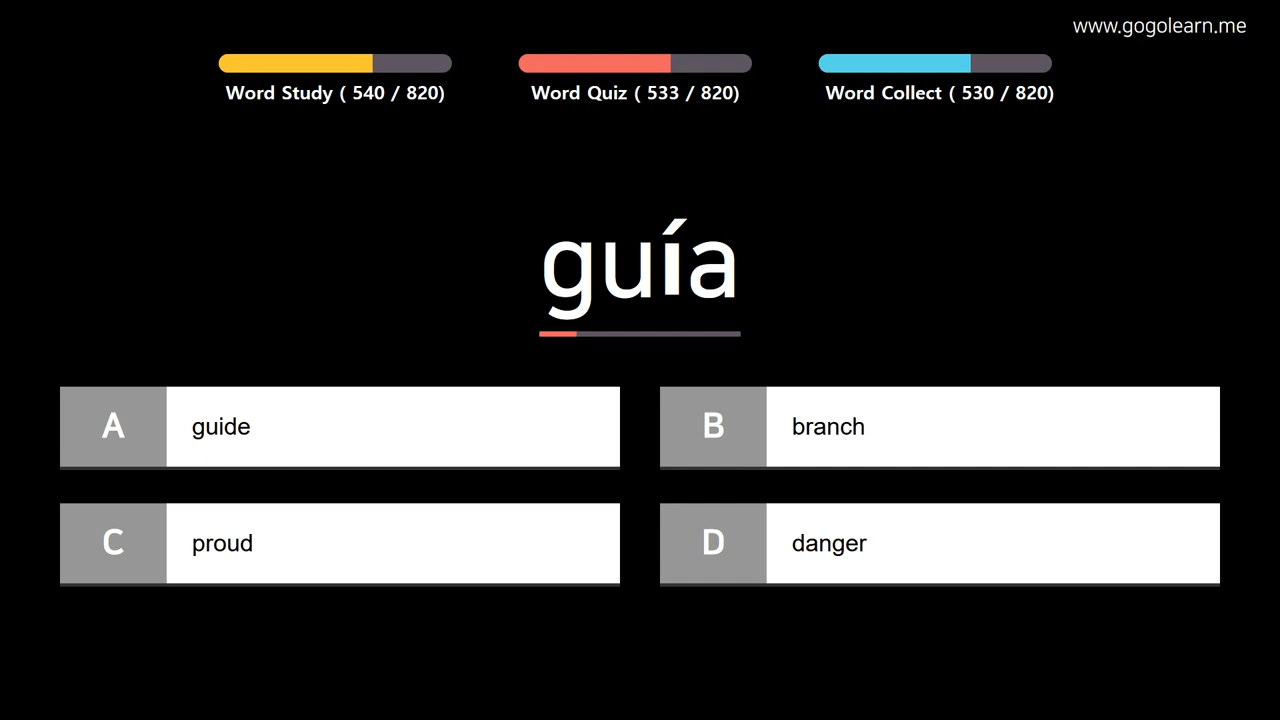 www.gogolearn.me
Word Study ( 540 / 820)
Word Quiz ( 533 / 820)
Word Collect ( 530 / 820)
guía
A guide
B branch
C proud
D danger